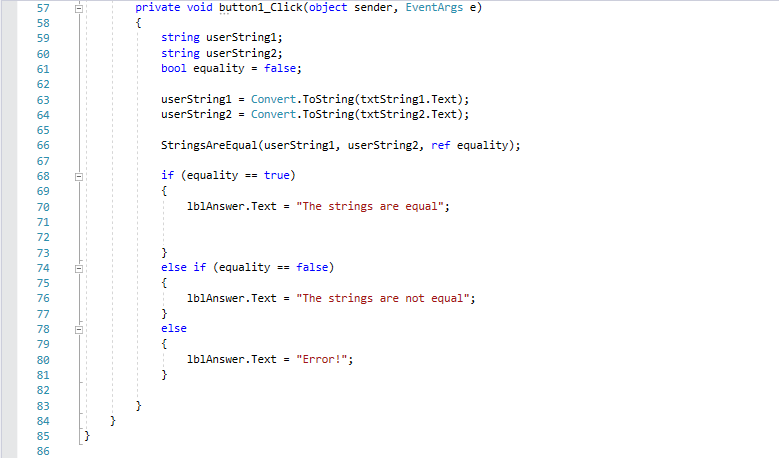 57 private void button1_Click(object sender, EventArgs e)
58 {
59 string userString1;
60 string userString2;
61 bool equality = false;
62
63 userString1 = Convert.ToString(txtString1.Text);
64 userString2 = Convert.ToString(txtString2.Text);
65
66 StringsAreEqual(userString1, userString2, ref equality);
67
68 if (equality == true)
69 {
70 lblAnswer.Text = "The strings are equal";
71
72
73 }
74 else if (equality == false)
75 {
76 lblAnswer.Text = "The strings are not equal";
77 }
78 else
79 {
80 lblAnswer.Text = "Error!";
81 }
82
83 }
84 }
85 }
86